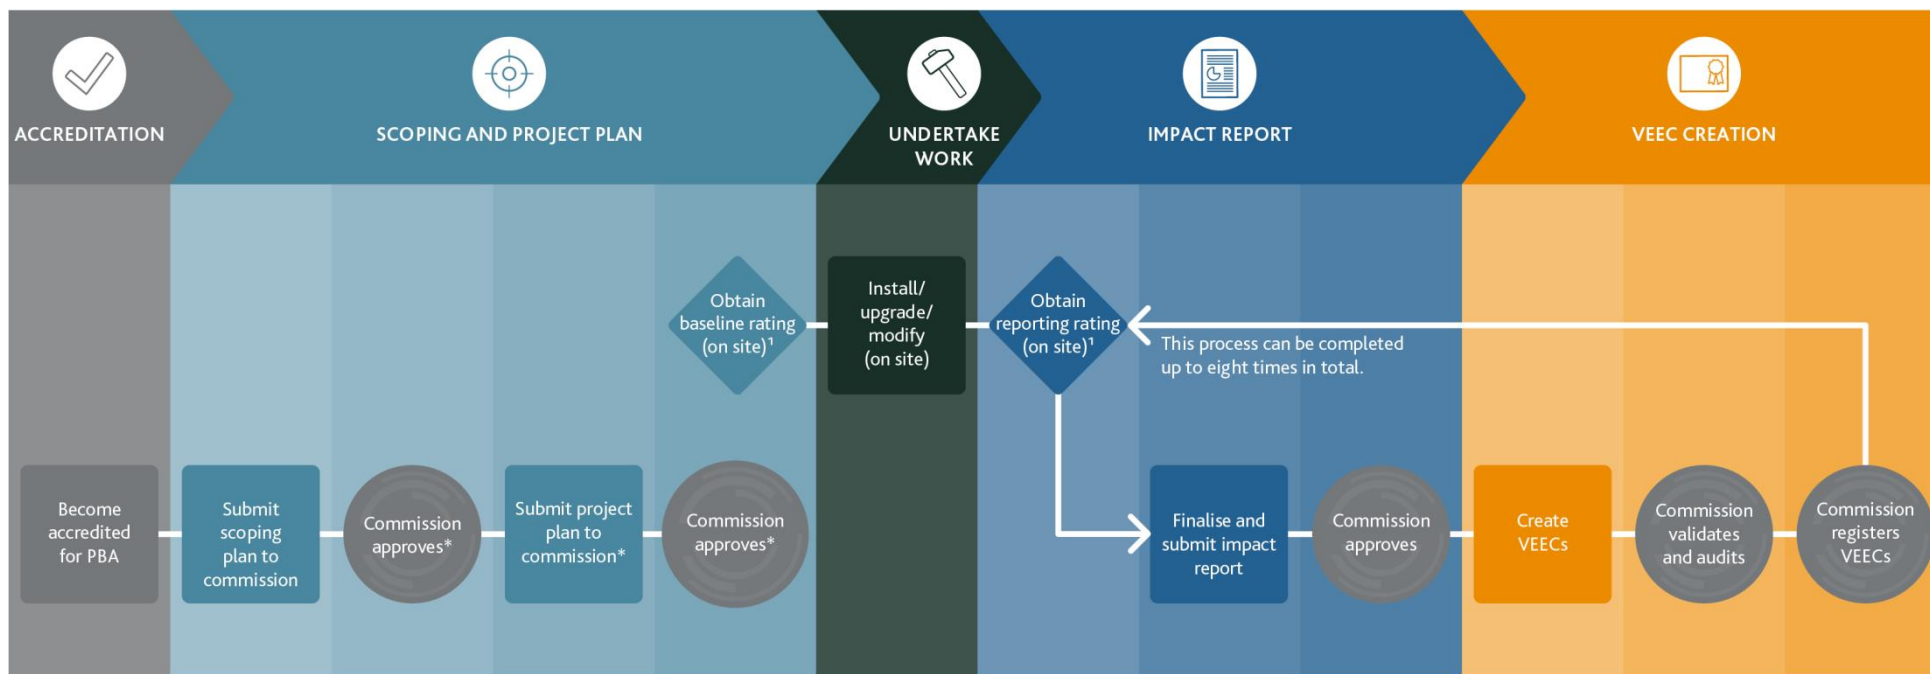 ACCREDITATION
SCOPING AND PROJECT PLAN
UNDERTAKE
WORK
IMPACT REPORT
VEEC CREATION
Obtain
baseline rating
(on site)¹
Install/
upgrade/
modify
(on site)
Obtain
reporting rating
(on site)¹
This process can be completed
up to eight times in total.
Become
accredited
for PBA
Submit
scoping
plan to
commission
Commission
approves*
Submit project
plan to
commission*
Commission
approves*
Finalise and
submit impact
report
Commission
approves
Create
VEECs
Commission
validates
and audits
Commission
registers
VEECs